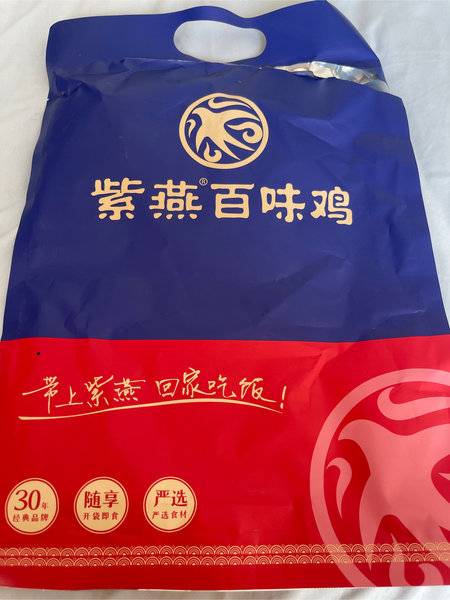 紫燕®百味鸡
带上紫燕 回家吃饭!
30年
经典品牌
随享
开袋即食
严选
严选食材